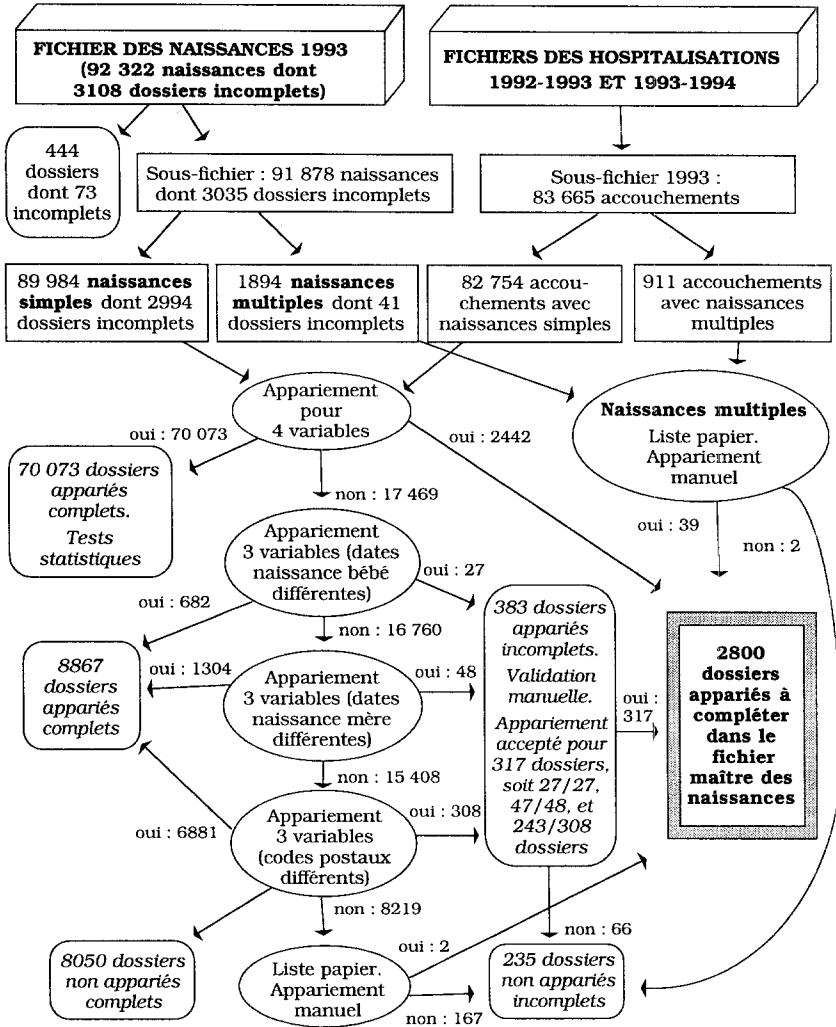 FICHIER DES NAISSANCES 1993
(92 322 naissances dont
3108 dossiers incomplets)
FICHIERS DES HOSPITALISATIONS
1992-1993 ET 1993-1994
444
dossiers
dont 73
incomplets
Sous-fichier : 91 878 naissances
dont 3035 dossiers incomplets
Sous-fichier 1993 :
83 665 accouchements
89 984 naissances
simples dont 2994
dossiers incomplets
1894 naissances
multiples dont 41
dossiers incomplets
82 754 accou-
chements avec
naissances simples
911 accouchements
avec naissances
multiples
Appariement
pour
4 variables
Naissances multiples
Liste papier.
Appariement
manuel
oui : 70 073
oui : 2442
70 073 dossiers
appariés
complets.
Tests
statistiques
non : 17 469
oui : 39
non : 2
Appariement
3 variables (dates
naissance bébé
différentes)
oui : 27
oui : 682
non : 16 760
383 dossiers
appariés
incomplets.
Validation
manuelle.
Appariement
accepté pour
317 dossiers,
soit 27/27,
47/48, et
243/308
dossiers
2800
dossiers
appariés à
compléter
dans le
fichier
maître des
naissances
8867
dossiers
appariés
complets
oui : 1304
Appariement
3 variables (dates
naissance mère
différentes)
oui : 48
oui :
317
non : 15 408
oui : 6881
Appariement
3 variables
(codes postaux
différents)
oui : 308
non : 8219
non : 66
8050 dossiers
non appariés
complets
Liste papier.
Appariement
manuel
oui : 2
non : 167
235 dossiers
non appariés
incomplets